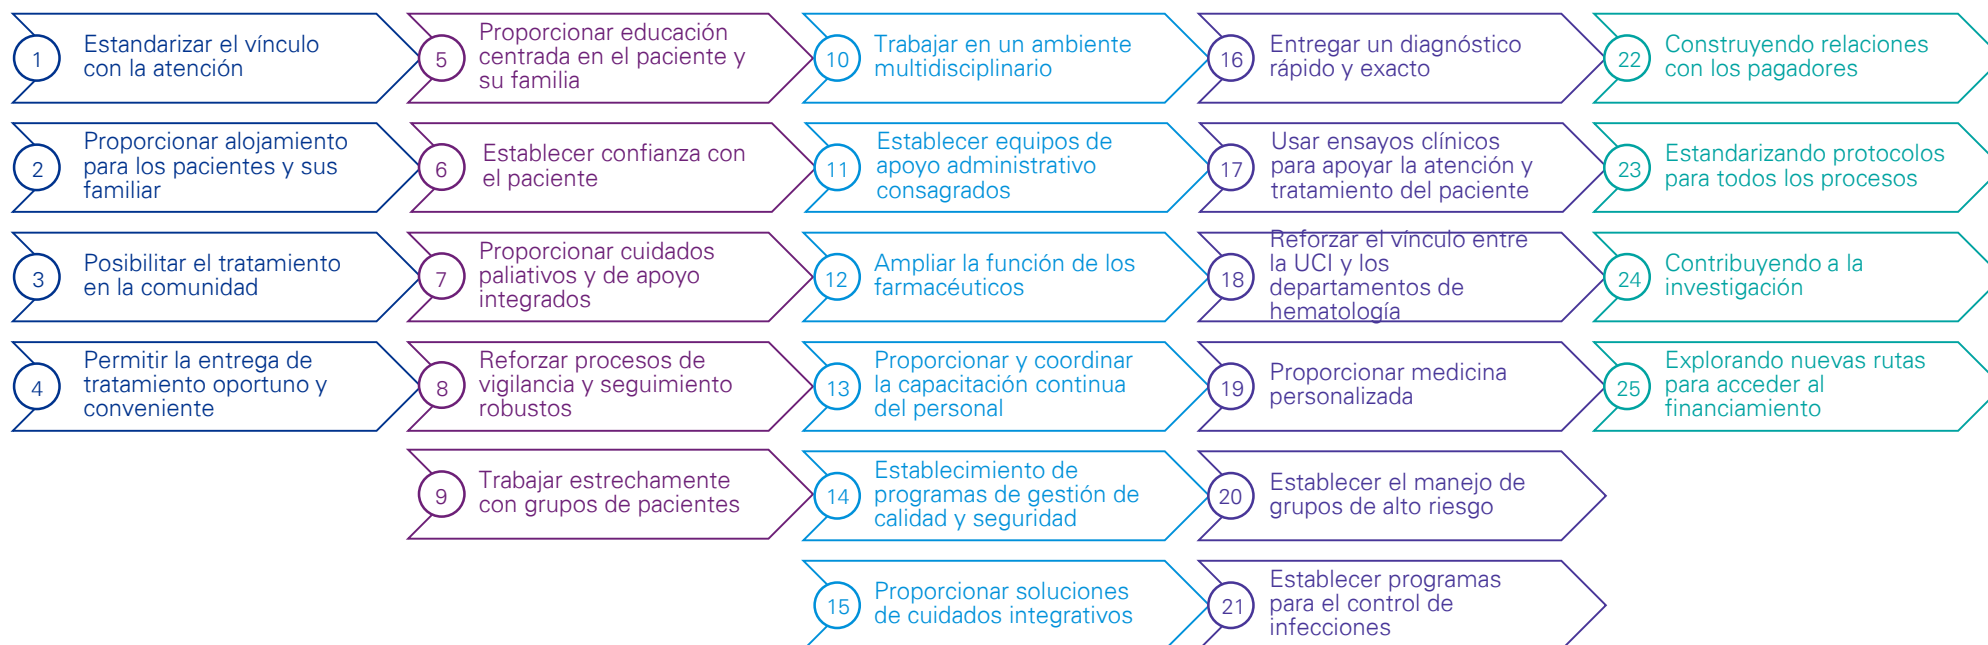 1
Estandarizar el vínculo
con la atención
2
Proporcionar alojamiento
para los pacientes y sus
familiar
3
Posibilitar el tratamiento
en la comunidad
4
Permitir la entrega de
tratamiento oportuno y
conveniente
5
Proporcionar educación
centrada en el paciente y
su familia
6
Establecer confianza con
el paciente
7
Proporcionar cuidados
paliativos y de apoyo
integrados
8
Reforzar procesos de
vigilancia y seguimiento
robustos
9
Trabajar estrechamente
con grupos de pacientes
10
Trabajar en un ambiente
multidisciplinario
11
Establecer equipos de
apoyo administrativo
consagrados
12
Ampliar la función de los
farmacéuticos
13
Proporcionar y coordinar
la capacitación continua
del personal
14
Establecimiento de
programas de gestión de
calidad y seguridad
15
Proporcionar soluciones
de cuidados integrativos
16
Entregar un diagnóstico
rápido y exacto
17
Usar ensayos clínicos
para apoyar la atención y
tratamiento del paciente
18
Reforzar el vínculo entre
la UCI y los
departamentos de
hematología
19
Proporcionar medicina
personalizada
20
Establecer el manejo de
grupos de alto riesgo
21
Establecer programas
para el control de
infecciones
22
Construyendo relaciones
con los pagadores
23
Estandarizando protocolos
para todos los procesos
24
Contribuyendo a la
investigación
25
Explorando nuevas rutas
para acceder al
financiamiento